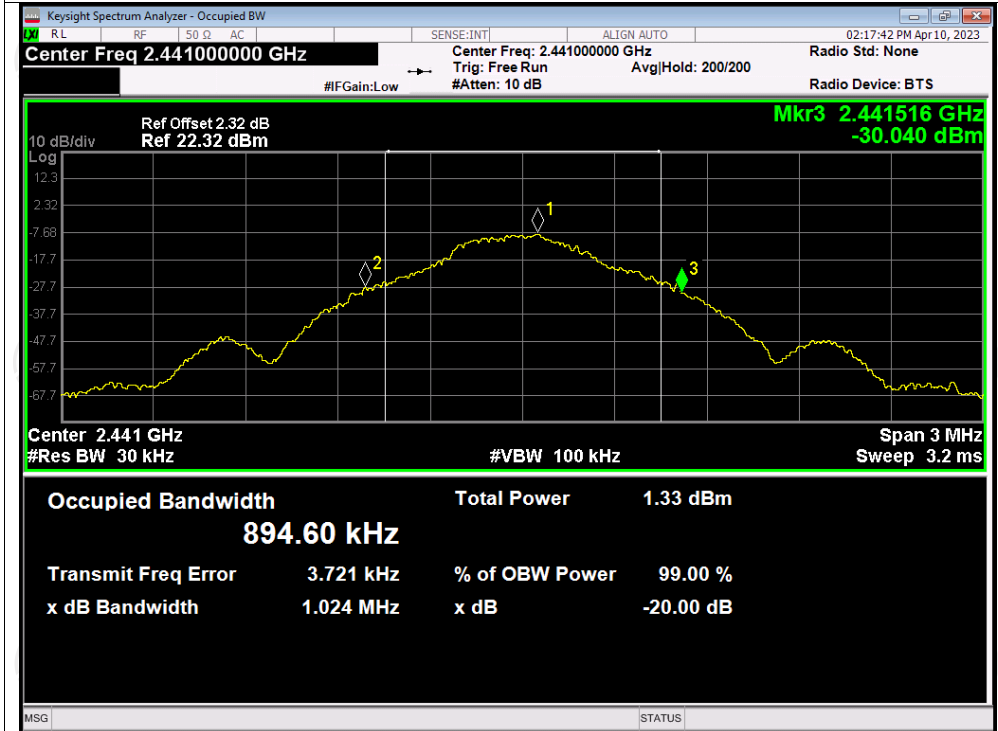 Keysight Spectrum Analyzer - Occupied BW
LXI RL RF 50 Ω AC SENSE:INT ALIGN AUTO 02:17:42 PM Apr 10, 2023
Center Freq 2.441000000 GHz
Center Freq: 2.441000000 GHz
Radio Std: None
Trig: Free Run Avg|Hold: 200/200
#IFGain:Low #Atten: 10 dB Radio Device: BTS
Mkr3 2.441516 GHz
-30.040 dBm
Ref Offset 2.32 dB
10 dB/div Ref 22.32 dBm
Log
12.3
2.32
-7.68
-17.7
-27.7
-37.7
-47.7
-57.7
-67.7
1
2
3
Center 2.441 GHz Span 3 MHz
#Res BW 30 kHz #VBW 100 kHz Sweep 3.2 ms
Occupied Bandwidth Total Power 1.33 dBm
894.60 kHz
Transmit Freq Error 3.721 kHz % of OBW Power 99.00 %
x dB Bandwidth 1.024 MHz x dB -20.00 dB
MSG STATUS